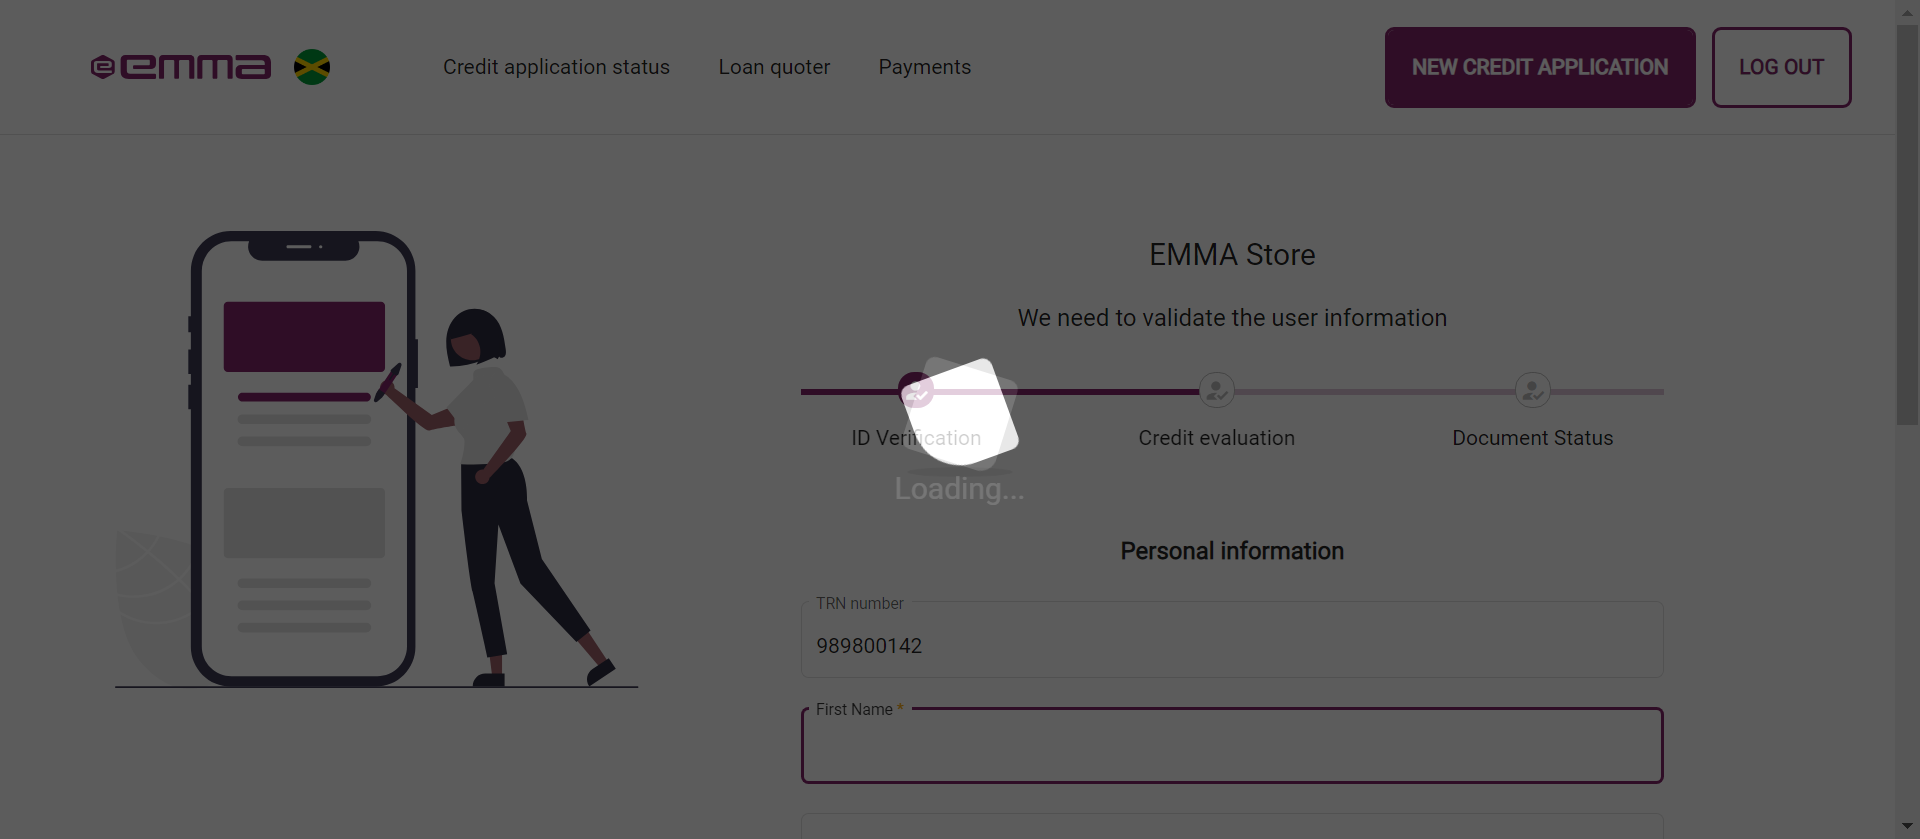 emma
Credit application status
Loan quoter
Payments
NEW CREDIT APPLICATION
LOG OUT
EMMA Store
We need to validate the user information
ID Verification
Credit evaluation
Document Status
Loading...
Personal information
TRN number
989800142
First Name *